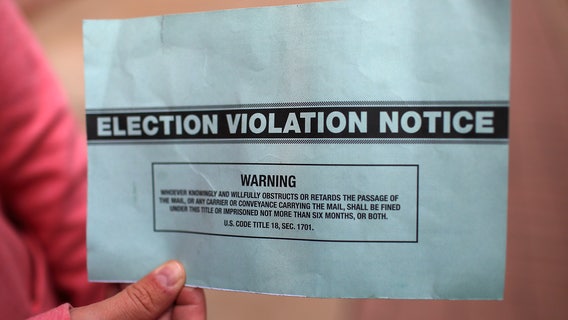 ELECTION VIOLATION NOTICE
WARNING
WHOEVER KNOWINGLY AND WILLFULLY OBSTRUCTS OR RETARDS THE PASSAGE OF
THE MAIL, OR ANY CARRIER OR CONVEYANCE CARRYING THE MAIL, SHALL BE FINED
UNDER THIS TITLE OR IMPRISONED NOT MORE THAN SIX MONTHS, OR BOTH.
U.S. CODE TITLE 18, SEC. 1701.